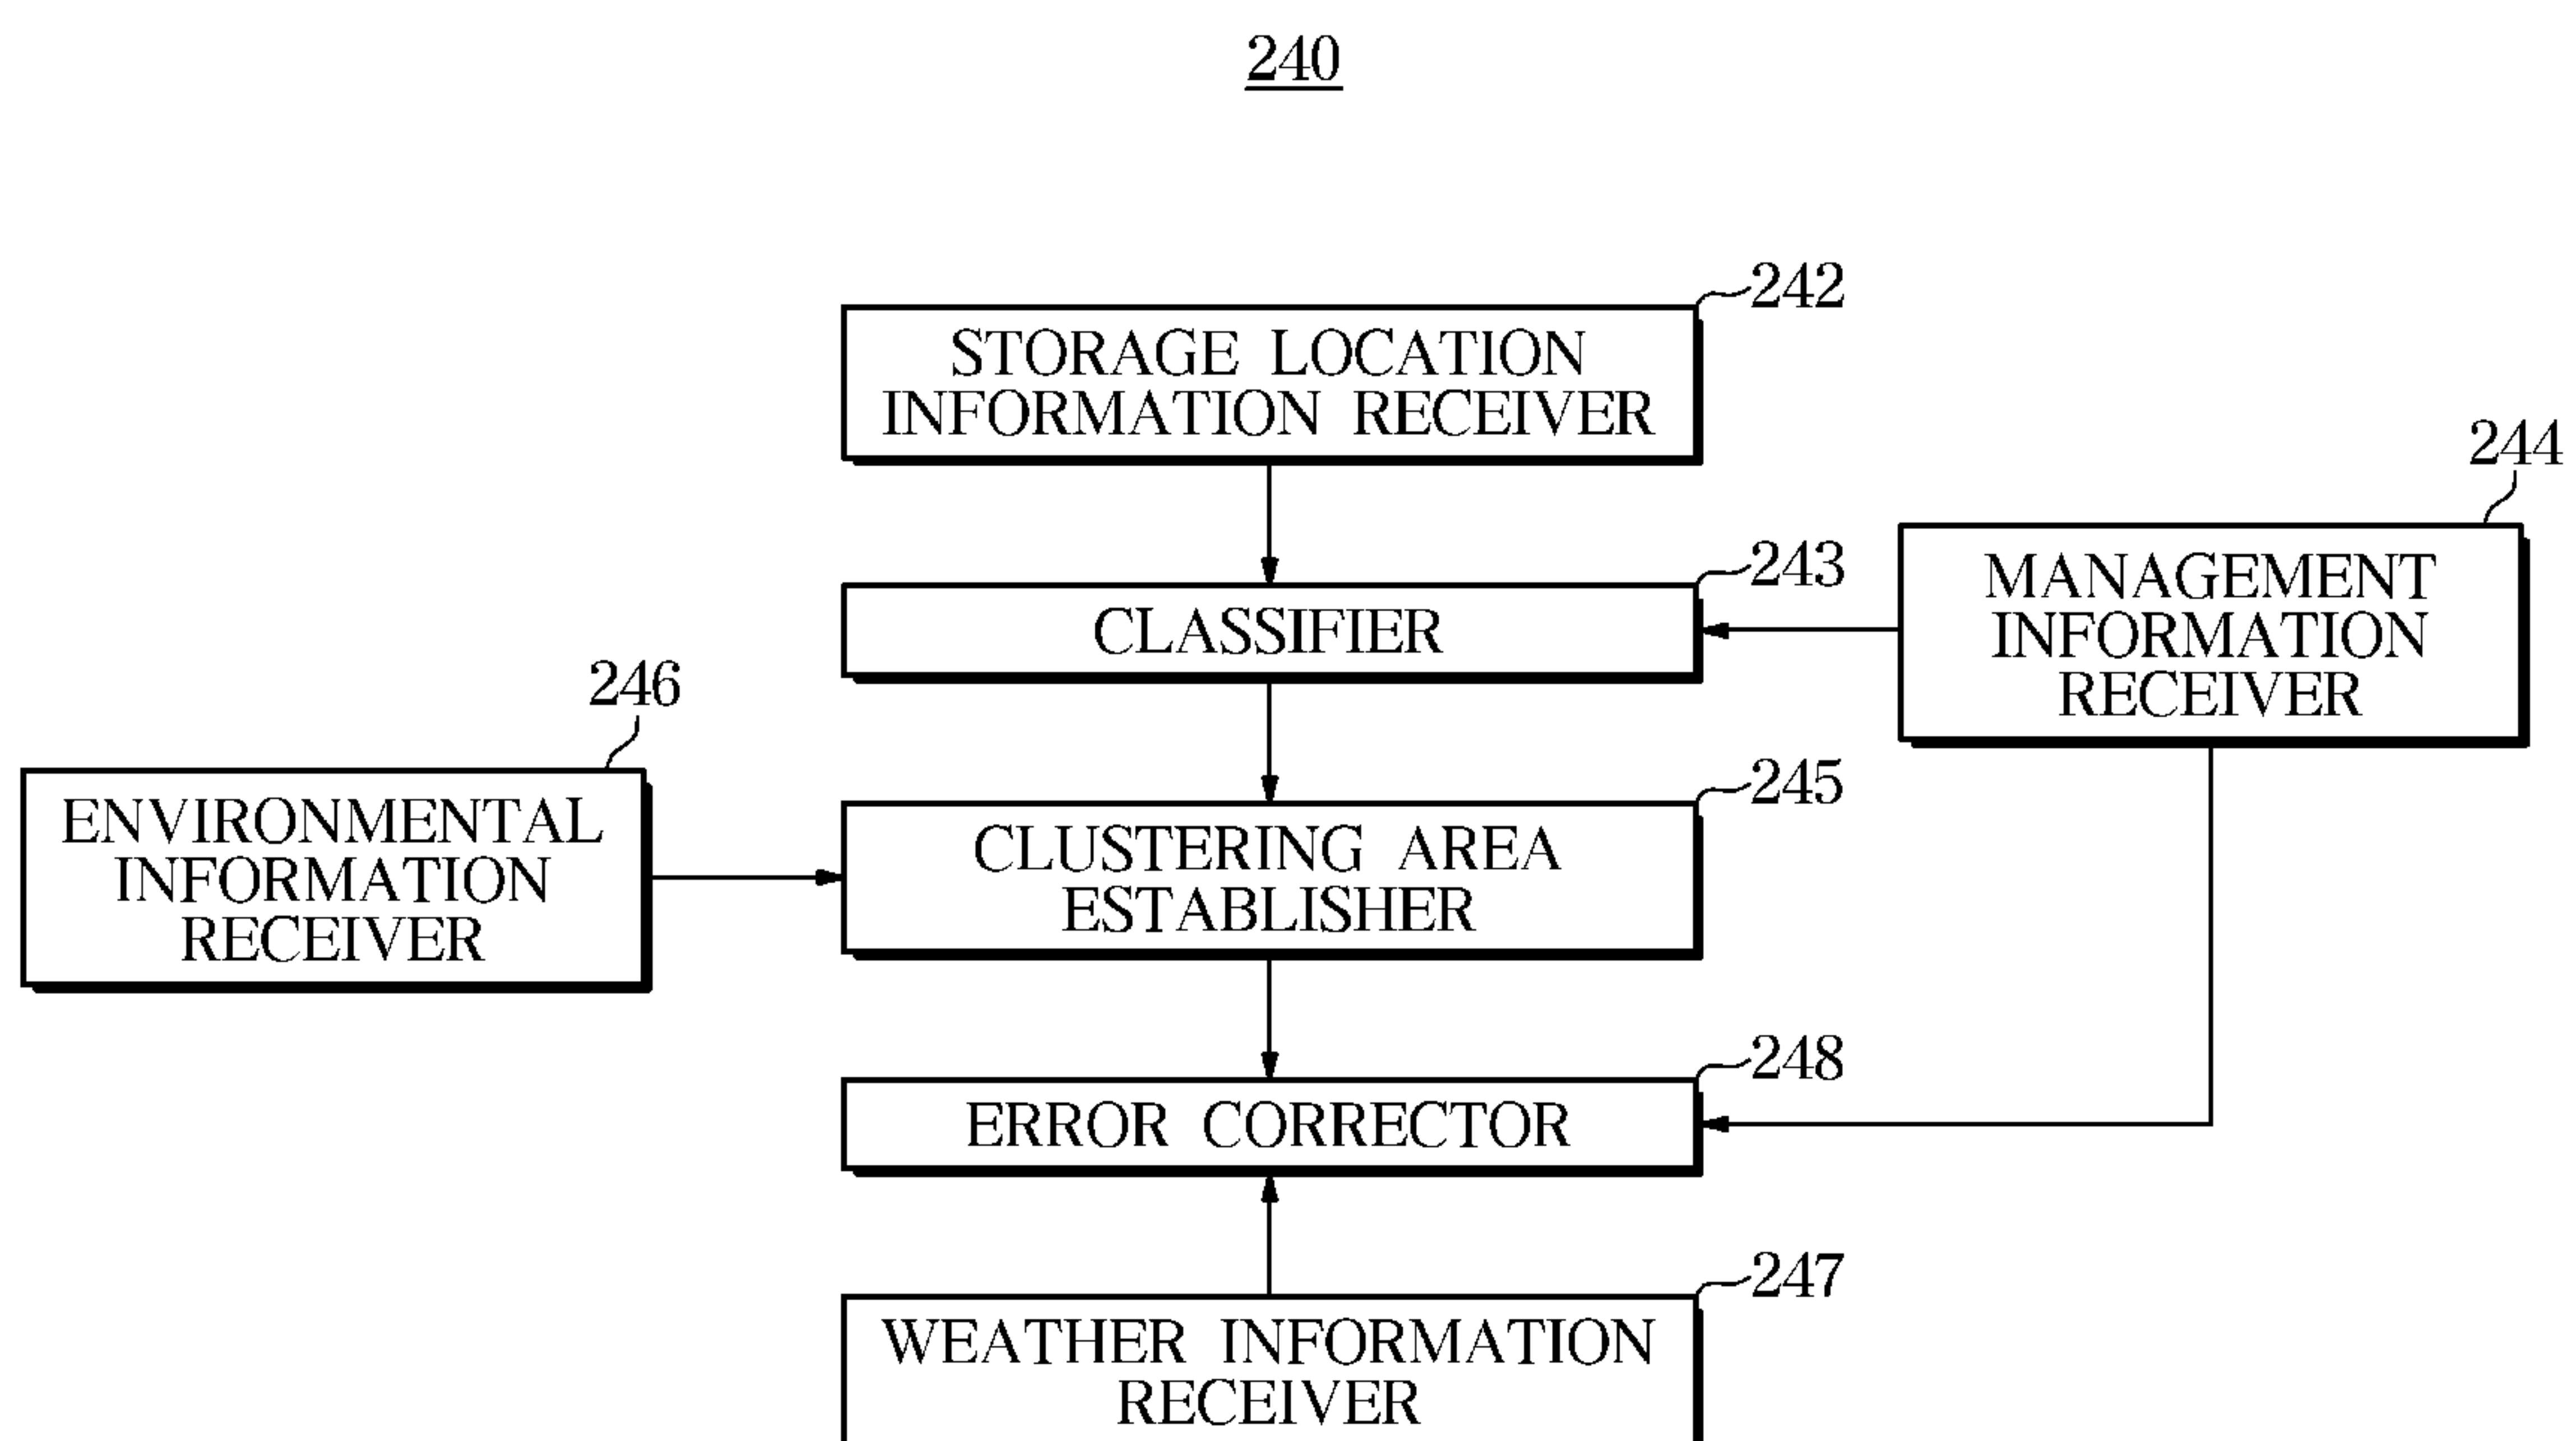 240
242
STORAGE LOCATION
INFORMATION RECEIVER
244
243
MANAGEMENT
INFORMATION
RECEIVER
CLASSIFIER
246
245
ENVIRONMENTAL
INFORMATION
RECEIVER
CLUSTERING AREA
ESTABLISHER
248
ERROR CORRECTOR
247
WEATHER INFORMATION
RECEIVER